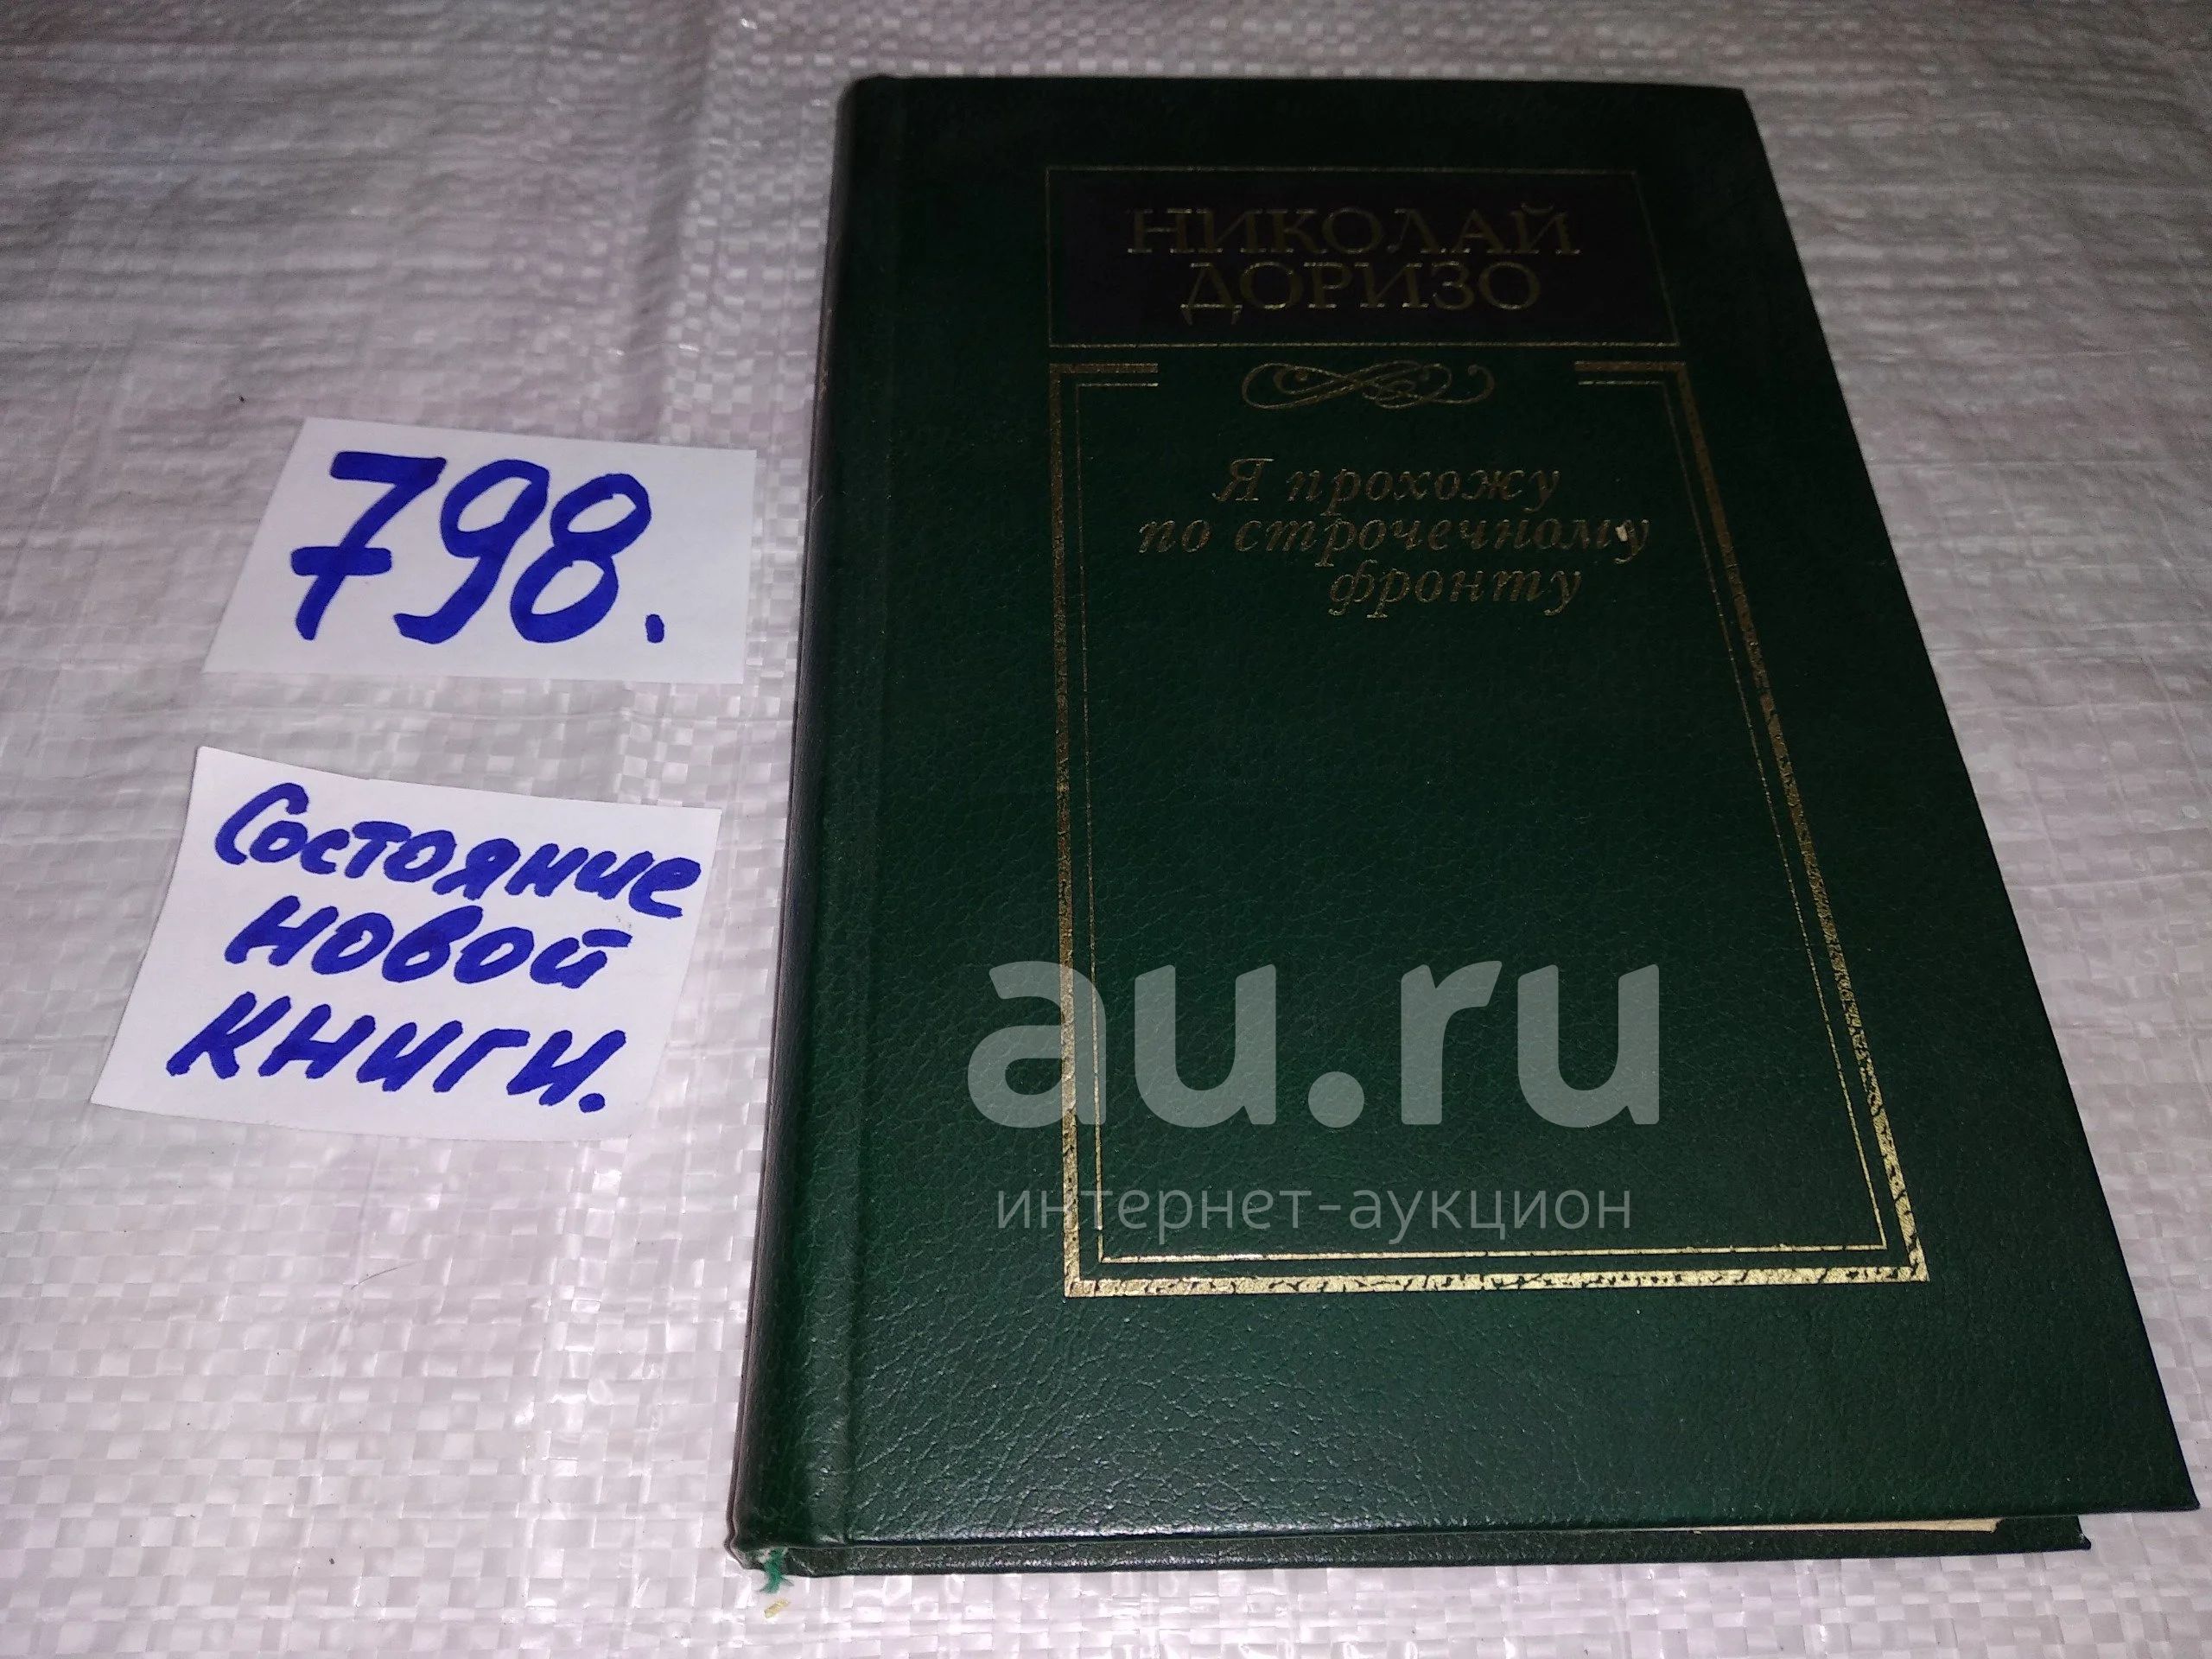 НИКОЛАЙ
ДОРИЗО
Я прохожу
по строчечному
фронту
798.
Состояние
новой
книги.
au.ru
интернет-аукцион